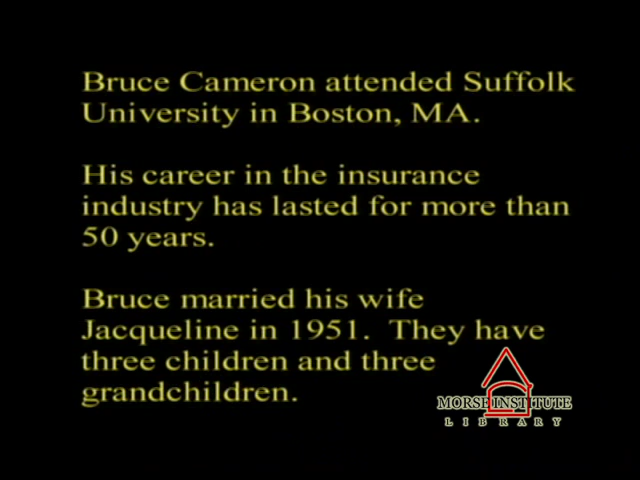 Bruce Cameron attended Suffolk
University in Boston, MA.
His career in the insurance
industry has lasted for more than
50 years.
Bruce married his wife
Jacqueline in 1951.  They have
three children and three
grandchildren.
MORSE INSTITUTE
LIBRARY